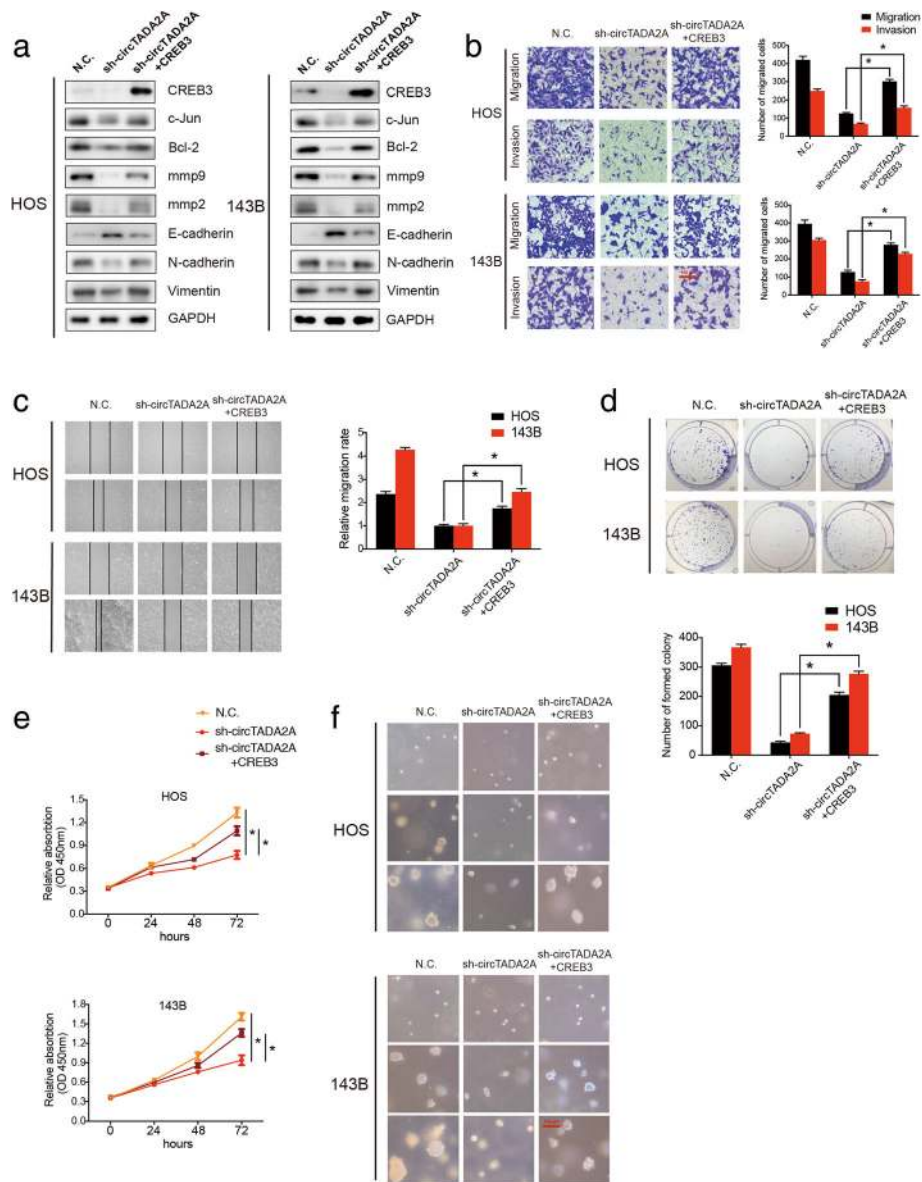 a
N.C.
sh-circTADA2A
sh-circTADA2A
+CREB3
HOS
CREB3
c-Jun
Bcl-2
mmp9
mmp2
E-cadherin
N-cadherin
Vimentin
GAPDH
N.C.
sh-circTADA2A
sh-circTADA2A
+CREB3
143B
CREB3
c-Jun
Bcl-2
mmp9
mmp2
E-cadherin
N-cadherin
Vimentin
GAPDH
b
N.C.
sh-circTADA2A
sh-circTADA2A
+CREB3
HOS
Migration
Invasion
143B
Migration
Invasion
Migration
Invasion
Number of migrated cells
500
400
300
200
100
0
*
*
N.C.
sh-circTADA2A
sh-circTADA2A
+CREB3
Number of migrated cells
500
400
300
200
100
0
*
*
N.C.
sh-circTADA2A
sh-circTADA2A
+CREB3
c
N.C.
sh-circTADA2A
sh-circTADA2A
+CREB3
HOS
143B
HOS
143B
Relative migration rate
5
4
3
2
1
0
*
*
N.C.
sh-circTADA2A
sh-circTADA2A
+CREB3
d
N.C.
sh-circTADA2A
sh-circTADA2A
+CREB3
HOS
143B
HOS
143B
Number of formed colony
400
300
200
100
0
*
*
N.C.
sh-circTADA2A
sh-circTADA2A
+CREB3
e
N.C.
sh-circTADA2A
sh-circTADA2A
+CREB3
HOS
Relative absorbtion
(OD 450nm)
1.5
1.2
0.9
0.6
0.3
0.0
0 24 48 72
hours
*
*
143B
Relative absorbtion
(OD 450nm)
1.8
1.5
1.2
0.9
0.6
0.3
0.0
0 24 48 72
hours
*
*
f
N.C.
sh-circTADA2A
sh-circTADA2A
+CREB3
HOS
N.C.
sh-circTADA2A
sh-circTADA2A
+CREB3
143B